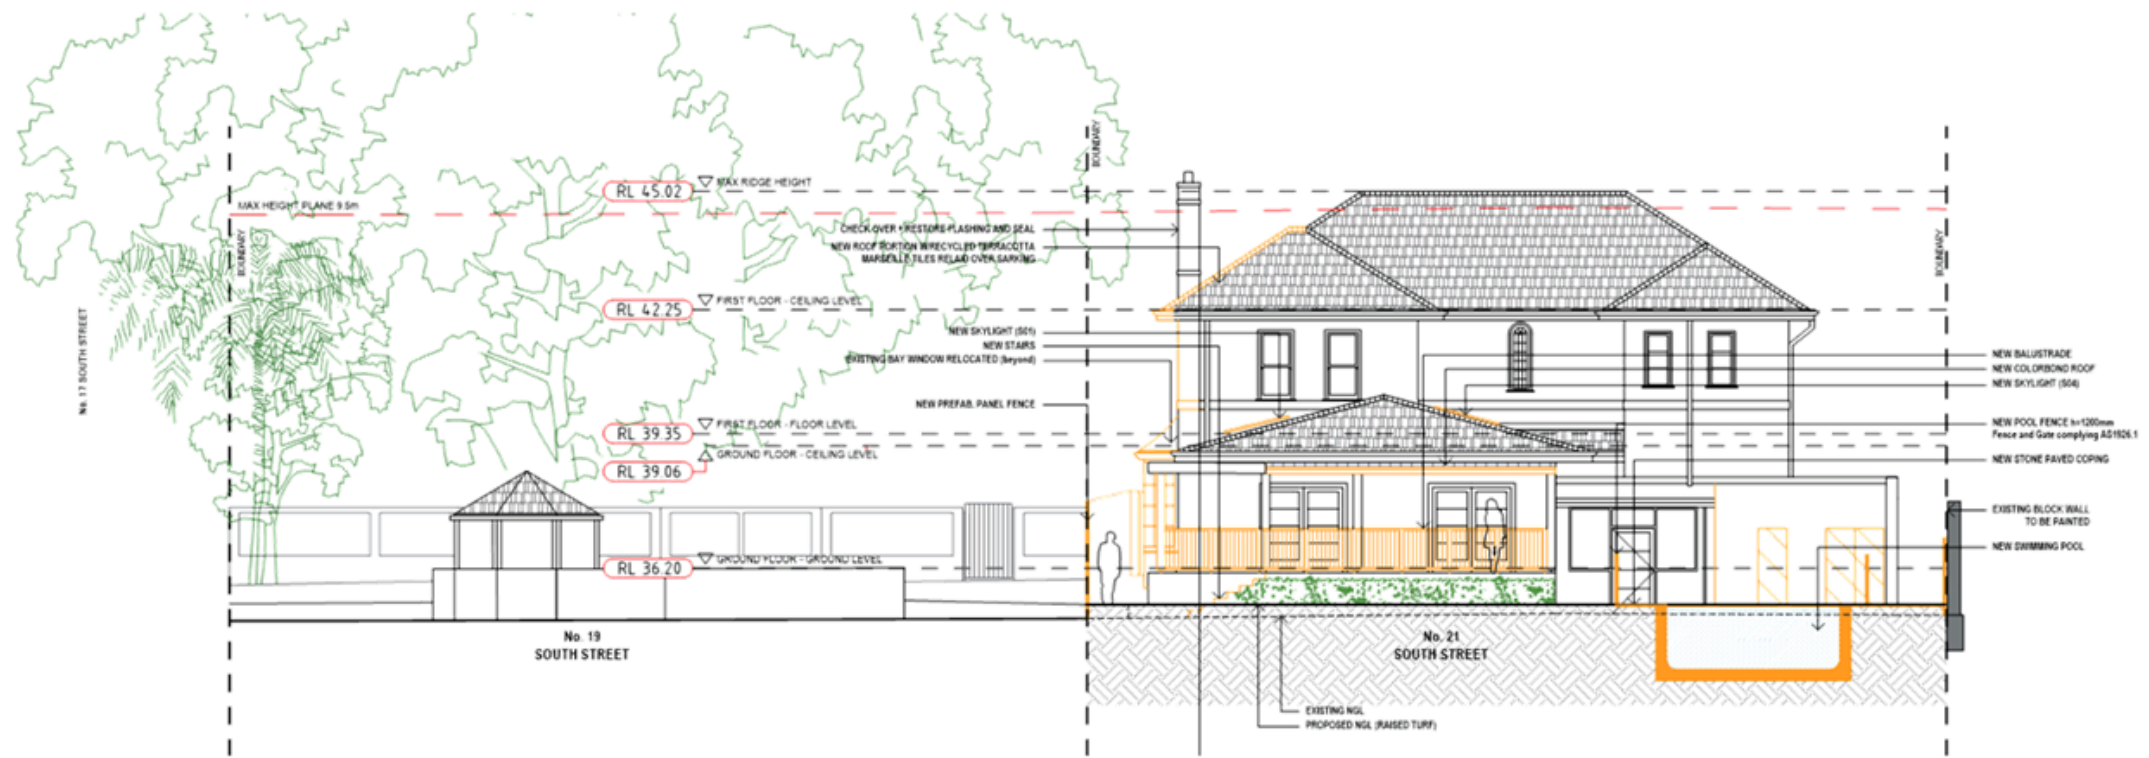 BOUNDARY
RL 45.02
MAX RIDGE HEIGHT
MAX HEIGHT PLANE 9.5m
BOUNDARY
BOUNDARY
CHECK OVER + RESTORE FLASHING AND SEAL
NEW ROOF PORTION W/RECYCLED TERRACOTTA
MARSEILLE TILES RELAID OVER SARKING
No. 17 SOUTH STREET
RL 42.25
FIRST FLOOR - CEILING LEVEL
NEW SKYLIGHT (S01)
NEW STAIRS
EXISTING BAY WINDOW RELOCATED (beyond)
NEW PREFAB. PANEL FENCE
NEW BALUSTRADE
NEW COLORBOND ROOF
NEW SKYLIGHT (S04)
RL 39.35
FIRST FLOOR - FLOOR LEVEL
NEW POOL FENCE h=1200mm
Fence and Gate complying AS1926.1
RL 39.06
GROUND FLOOR - CEILING LEVEL
NEW STONE PAVED COPING
EXISTING BLOCK WALL
TO BE PAINTED
NEW SWIMMING POOL
RL 36.20
GROUND FLOOR - GROUND LEVEL
No. 19
SOUTH STREET
No. 21
SOUTH STREET
EXISTING NGL
PROPOSED NGL (RAISED TURF)